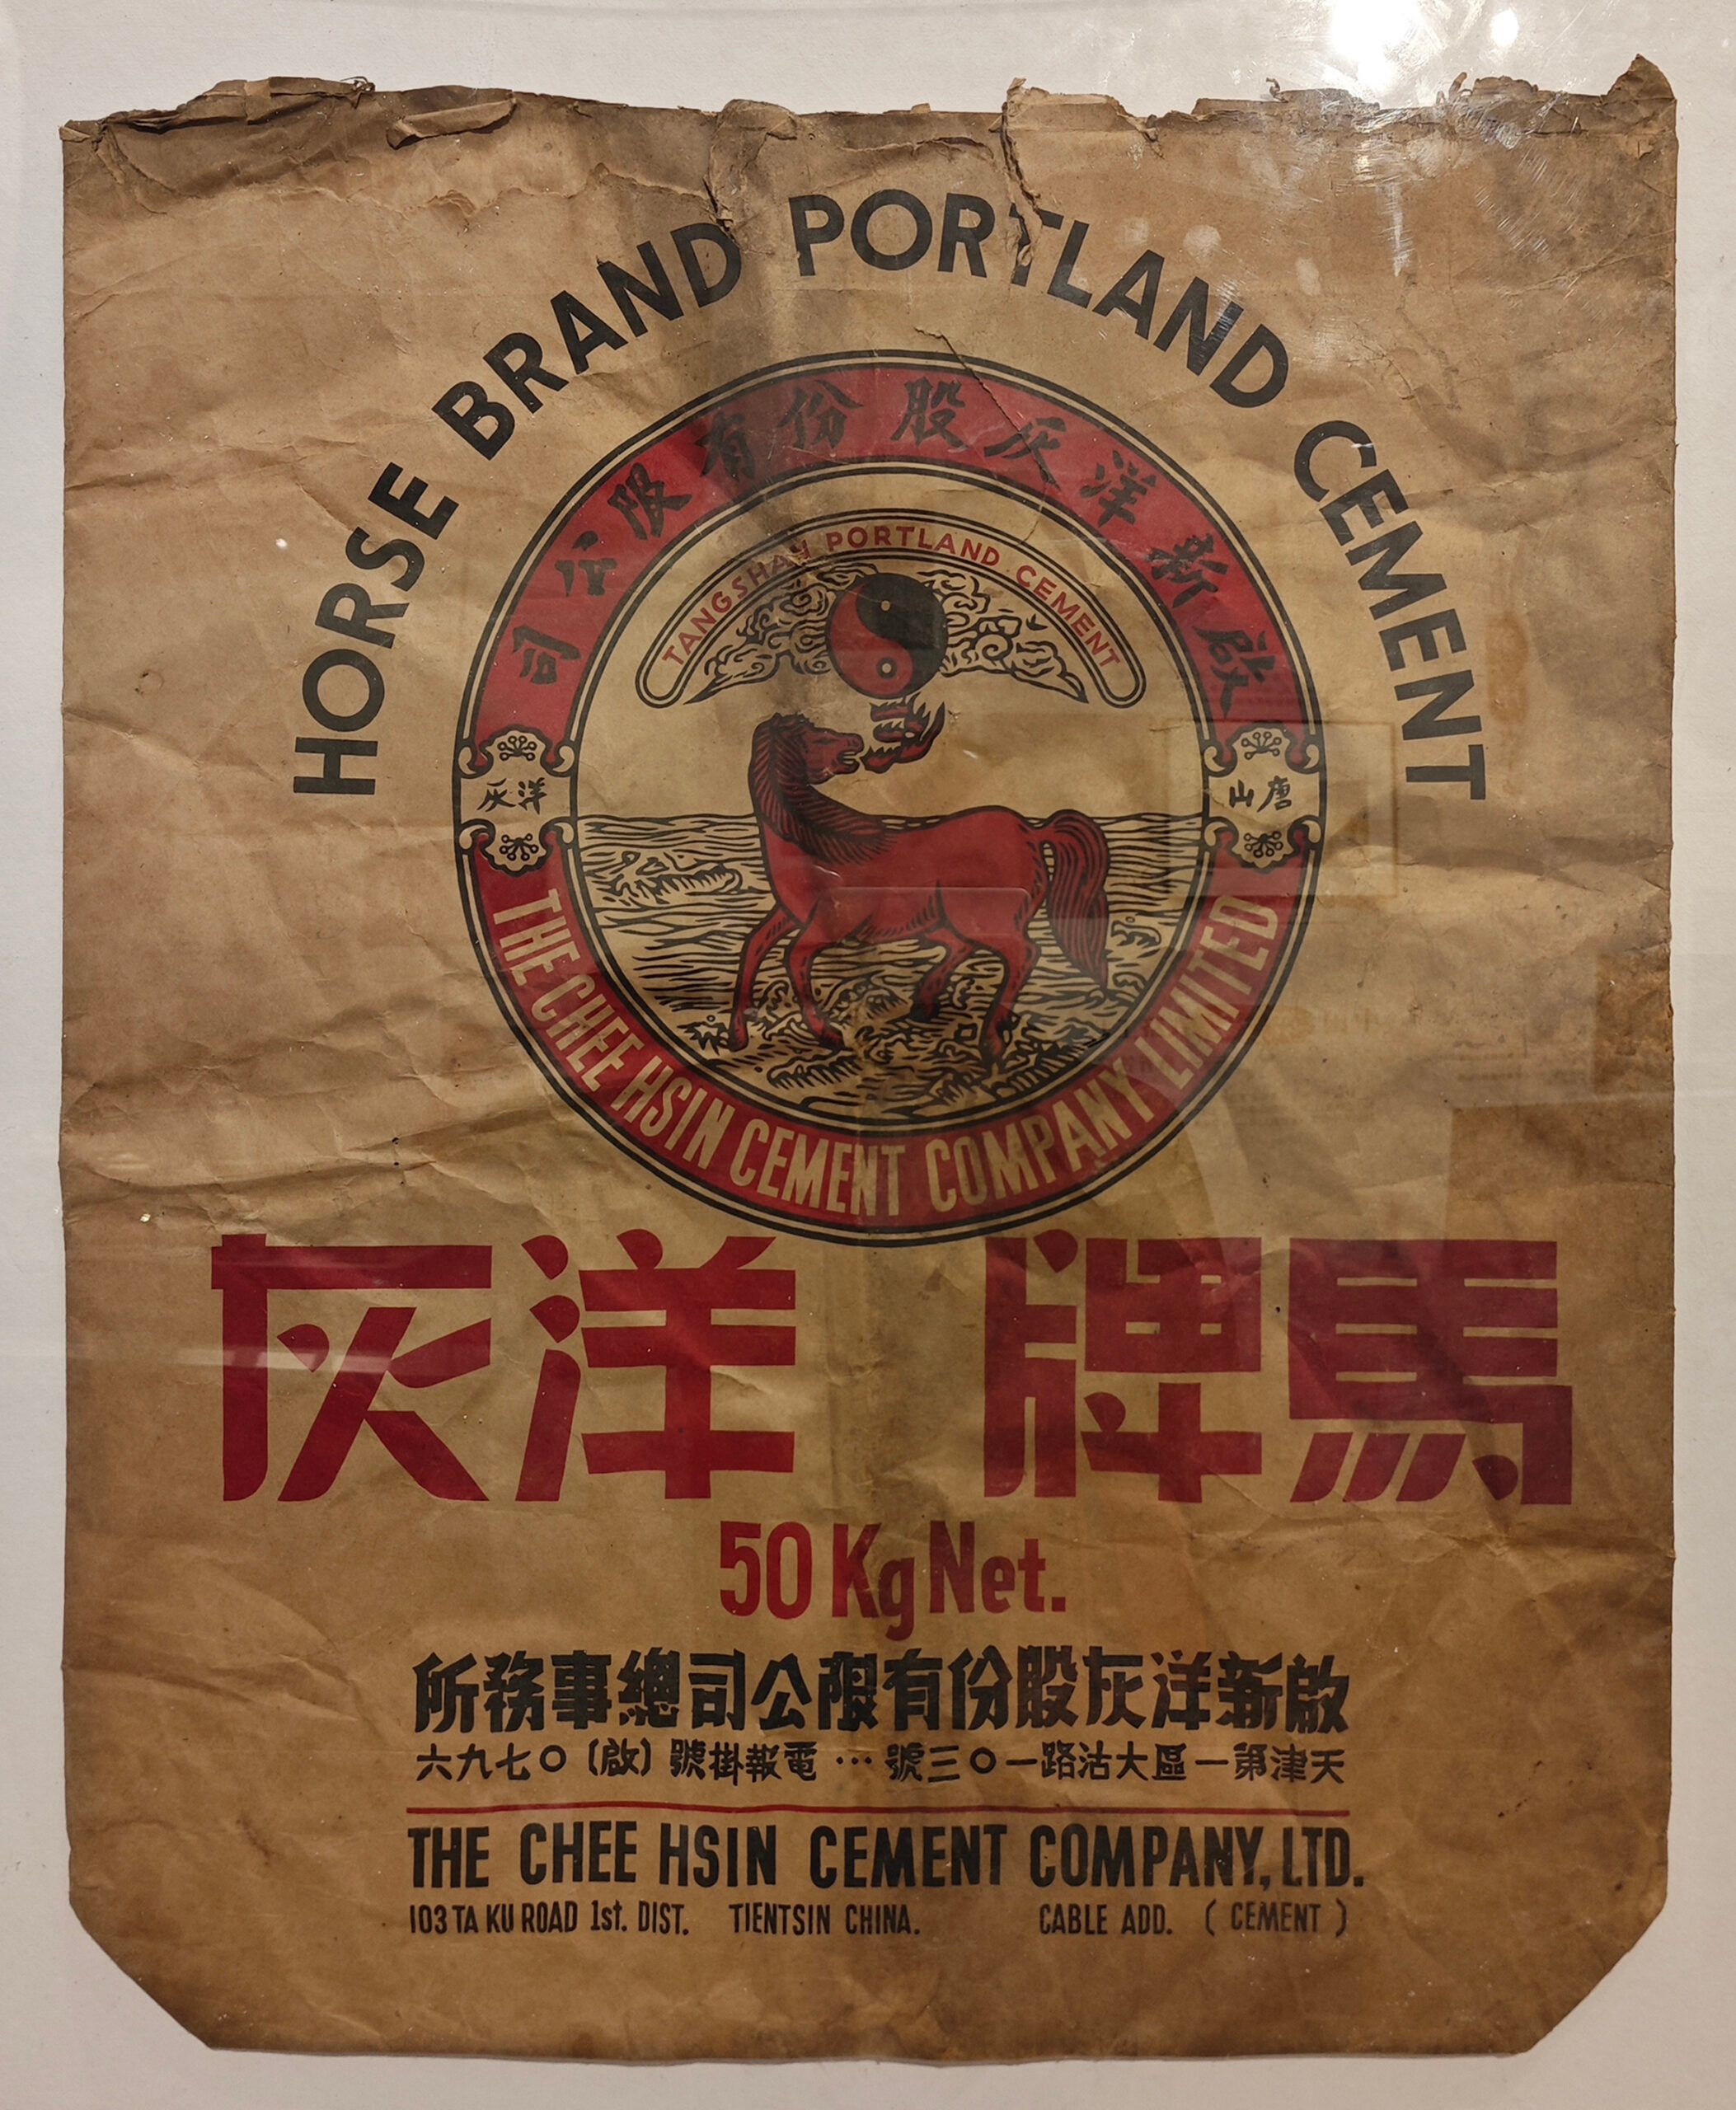 HORSE BRAND PORTLAND CEMENT
啟新洋灰股份有限公司
TANGSHAN PORTLAND CEMENT
唐山
洋灰
THE CHEE HSIN CEMENT COMPANY LIMITED
馬牌 洋灰
50 Kg Net.
啟新洋灰股份有限公司總事務所
天津第一區大沽路一〇三號…電報掛號（啟）〇七九六
THE CHEE HSIN CEMENT COMPANY, LTD.
103 TA KU ROAD 1st. DIST. TIENTSIN CHINA. CABLE ADD. ( CEMENT )